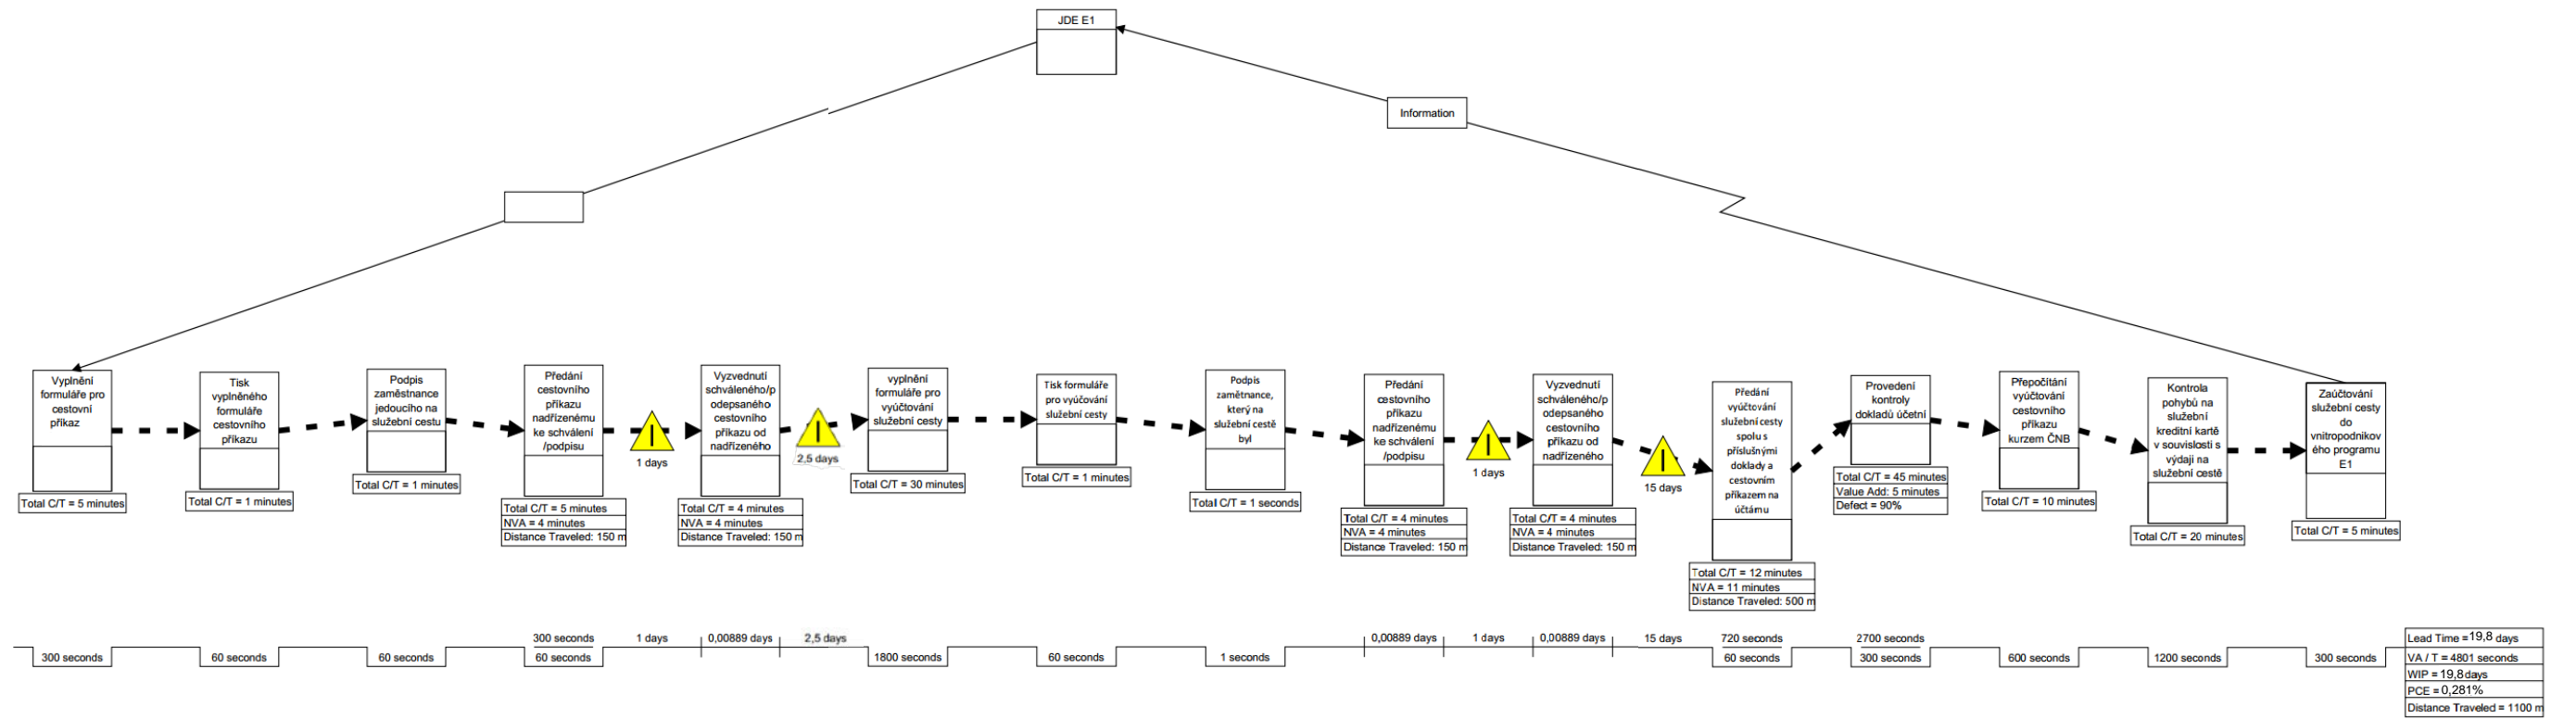 JDE E1
Information
Vyplnění
formuláře pro
cestovní
příkaz
Total C/T = 5 minutes
Tisk
vyplněného
formuláře
cestovního
příkazu
Total C/T = 1 minutes
Podpis
zaměstnance
jedoucího na
služební cestu
Total C/T = 1 minutes
Předání
cestovního
příkazu
nadřízenému
ke schválení
/podpisu
Total C/T = 5 minutes
NVA = 4 minutes
Distance Traveled: 150 m
1 days
Vyzvednutí
schváleného/p
odepsaného
cestovního
příkazu od
nadřízeného
Total C/T = 4 minutes
NVA = 4 minutes
Distance Traveled: 150 m
2,5 days
vyplnění
formuláře pro
vyúčtování
služební cesty
Total C/T = 30 minutes
Tisk formuláře
pro vyúčování
služební cesty
Total C/T = 1 minutes
Podpis
zamětnance,
který na
služební cestě
byl
Total C/T = 1 seconds
Předání
cestovního
příkazu
nadřízenému
ke schválení
/podpisu
Total C/T = 4 minutes
NVA = 4 minutes
Distance Traveled: 150 m
1 days
Vyzvednutí
schváleného/p
odepsaného
cestovního
příkazu od
nadřízeného
Total C/T = 4 minutes
NVA = 4 minutes
Distance Traveled: 150 m
15 days
Předání
vyúčtování
služební cesty
spolu s
příslušnými
doklady a
cestovním
příkazem na
účtámu
Total C/T = 12 minutes
NVA = 11 minutes
Distance Traveled: 500 m
Provedení
kontroly
dokladů účetní
Total C/T = 45 minutes
Value Add: 5 minutes
Defect = 90%
Přepočítání
vyúčtování
cestovního
příkazu
kurzem ČNB
Total C/T = 10 minutes
Kontrola
pohybů na
služební
kreditní kartě
v souvislosti s
výdaji na
služební cestě
Total C/T = 20 minutes
Zaúčtování
služební cesty
do
vnitropodnikov
ého programu
E1
Total C/T = 5 minutes
300 seconds
60 seconds
60 seconds
300 seconds
60 seconds
1 days
0,00889 days
2,5 days
1800 seconds
60 seconds
1 seconds
0,00889 days
1 days
0,00889 days
15 days
720 seconds
60 seconds
2700 seconds
300 seconds
600 seconds
1200 seconds
300 seconds
Lead Time =19,8 days
VA / T = 4801 seconds
WIP = 19,8days
PCE = 0,281%
Distance Traveled = 1100 m